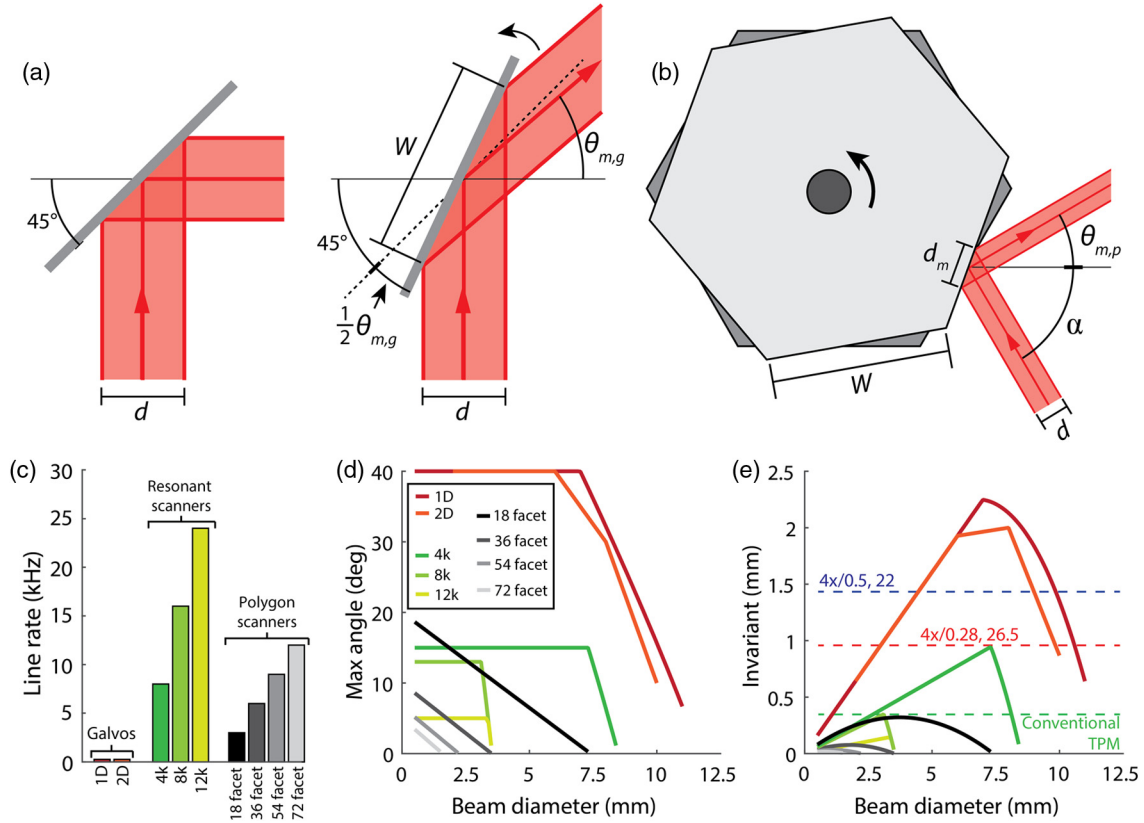 (a)
45°
d
W
θm,g
45°
½θm,g
d
(b)
dm
θm,p
α
W
d
(c)
Line rate (kHz)
30
25
20
15
10
5
0
Resonant
scanners
Polygon
scanners
Galvos
1D
2D
4k
8k
12k
18 facet
36 facet
54 facet
72 facet
(d)
Max angle (deg)
40
30
20
10
0
1D
2D
4k
8k
12k
18 facet
36 facet
54 facet
72 facet
0 2.5 5 7.5 10 12.5
Beam diameter (mm)
(e)
Invariant (mm)
2.5
2
1.5
1
0.5
0
4x/0.5, 22
4x/0.28, 26.5
Conventional
TPM
0 2.5 5 7.5 10 12.5
Beam diameter (mm)